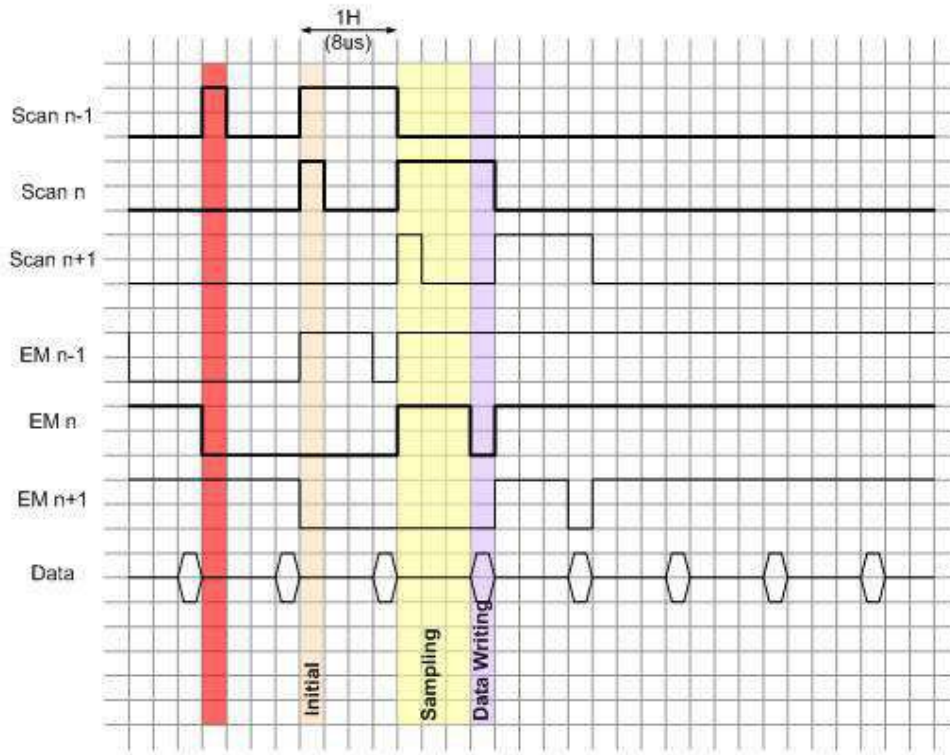 1H
(8us)
Scan n-1
Scan n
Scan n+1
EM n-1
EM n
EM n+1
Data
Initial
Sampling
Data Writing